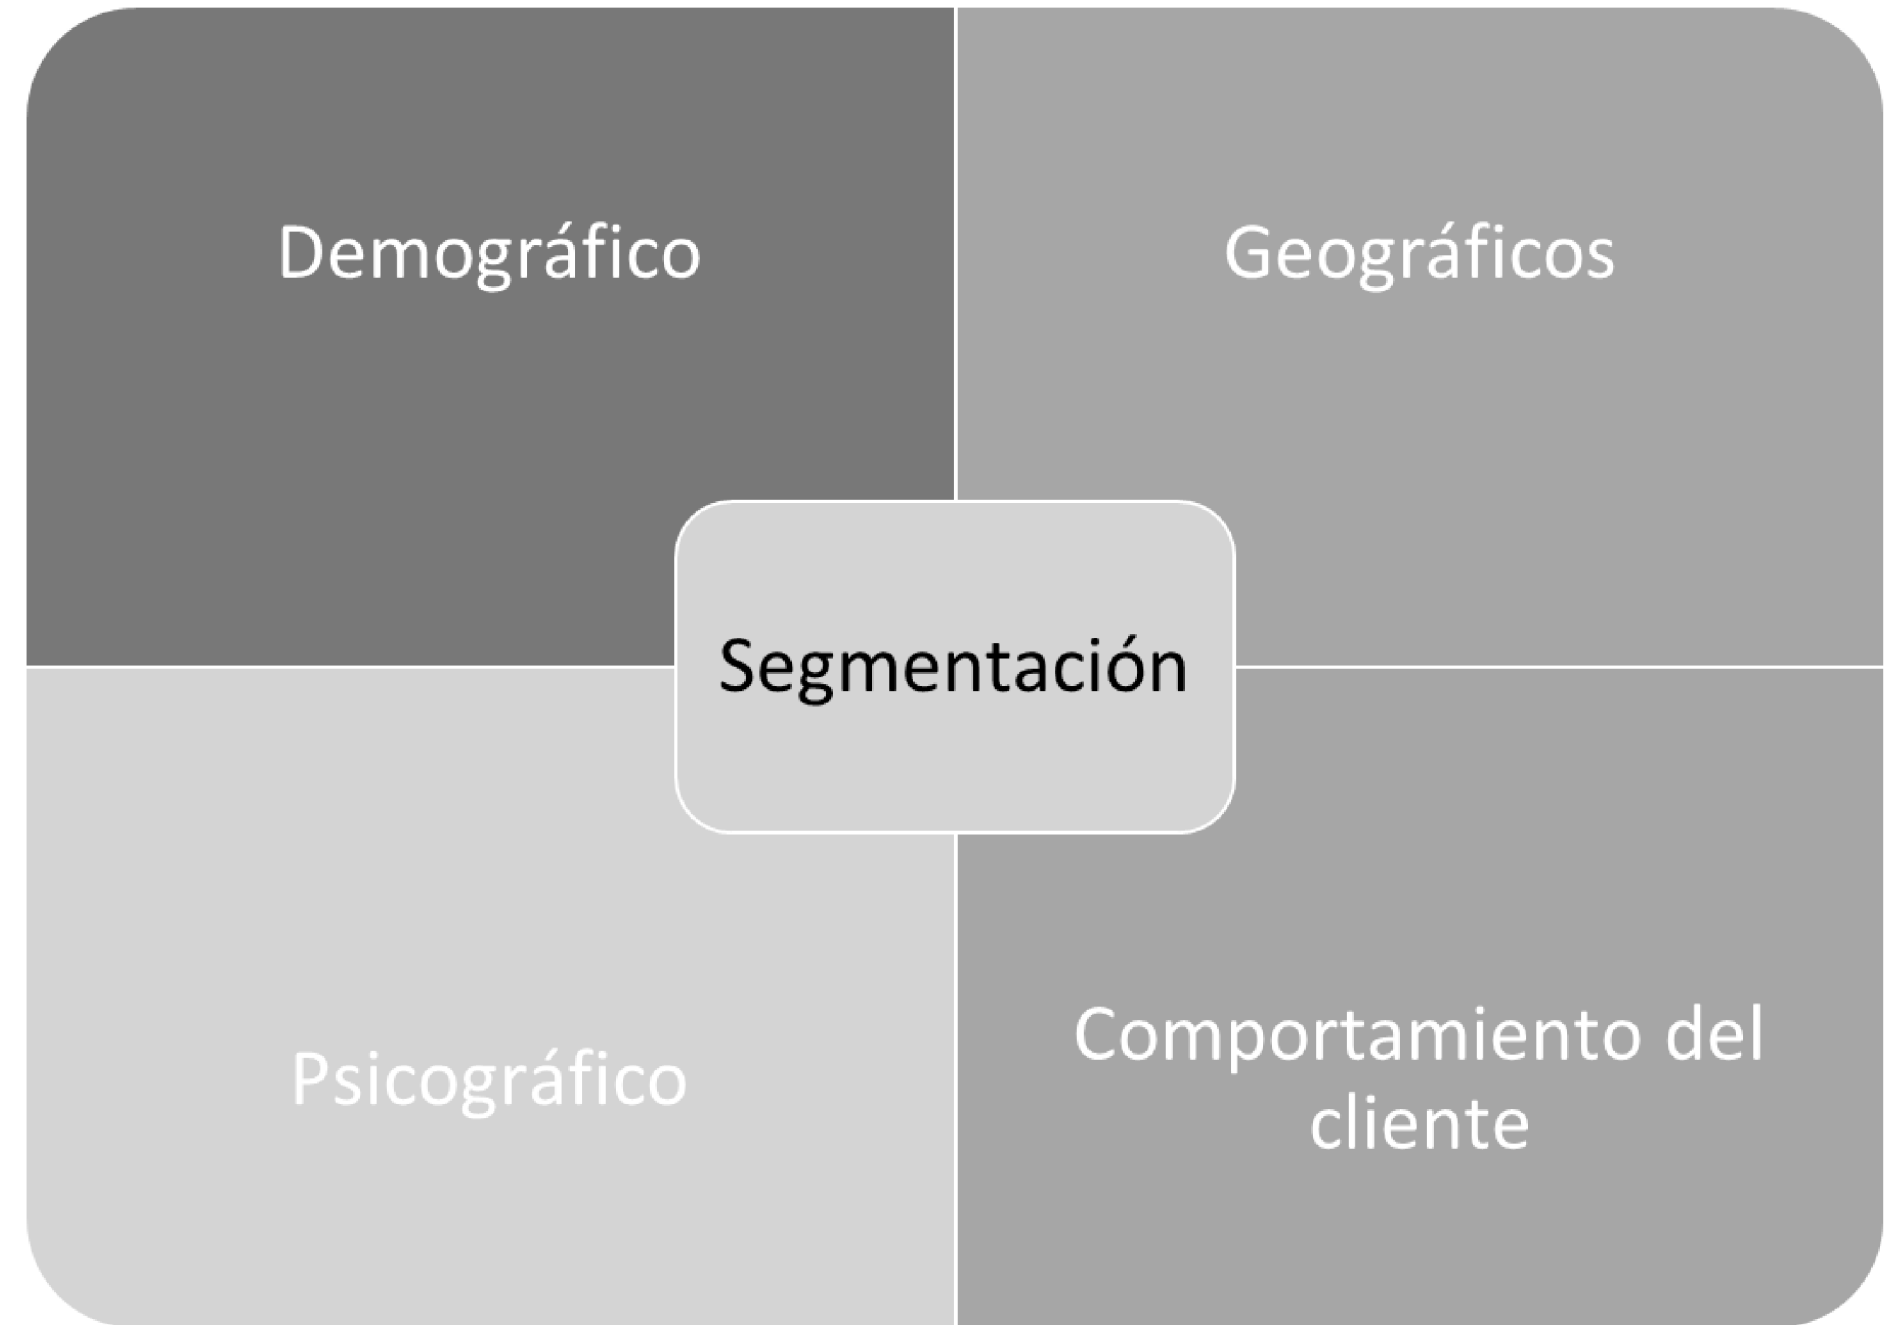 Demográfico
Geográficos
Segmentación
Psicográfico
Comportamiento del
cliente